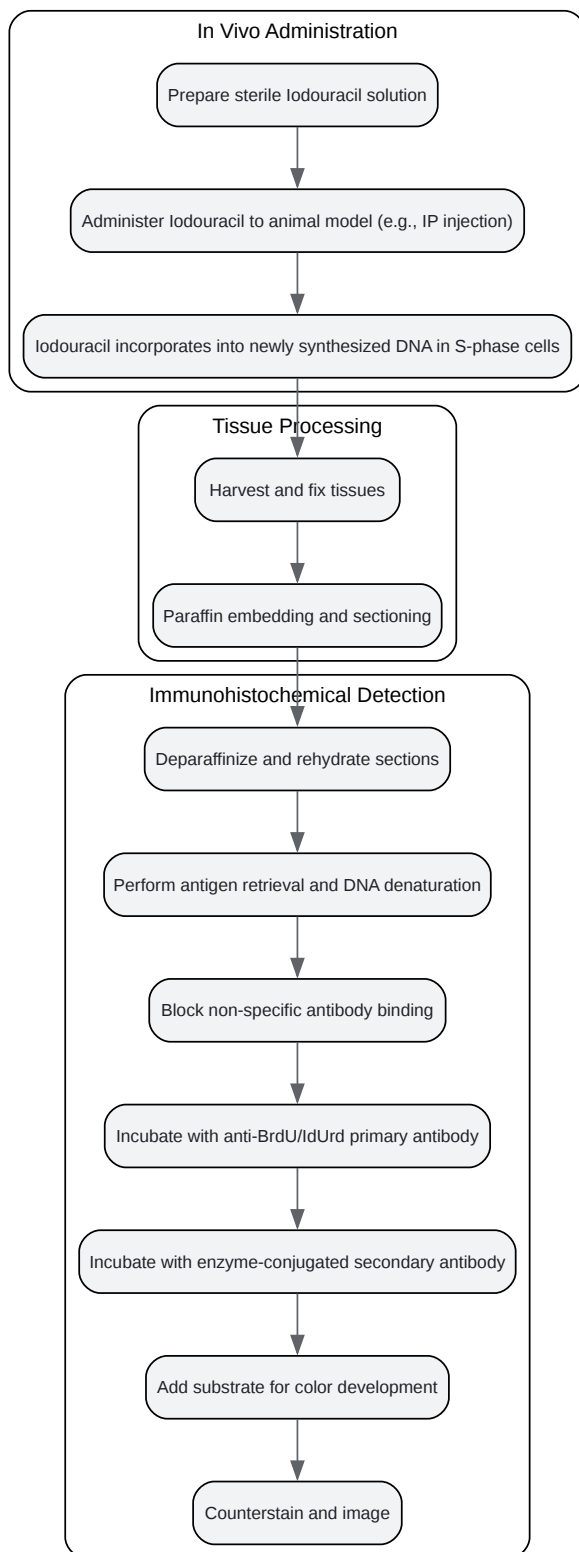 In Vivo Administration
Prepare sterile Iodouracil solution
Administer Iodouracil to animal model (e.g., IP injection)
Iodouracil incorporates into newly synthesized DNA in S-phase cells
Tissue Processing
Harvest and fix tissues
Paraffin embedding and sectioning
Immunohistochemical Detection
Deparaffinize and rehydrate sections
Perform antigen retrieval and DNA denaturation
Block non-specific antibody binding
Incubate with anti-BrdU/IdUrd primary antibody
Incubate with enzyme-conjugated secondary antibody
Add substrate for color development
Counterstain and image